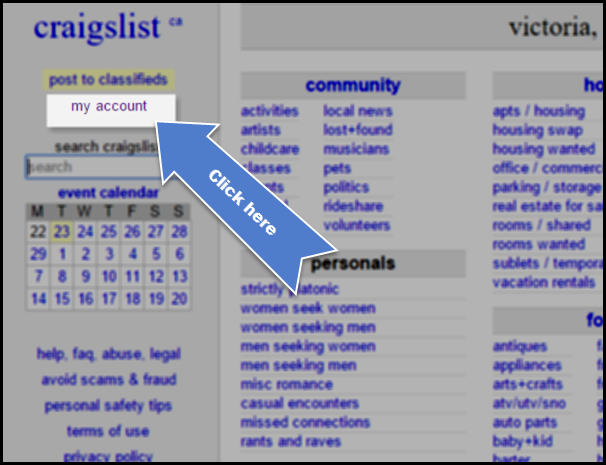 craigslist ca
post to classifieds
my account
search craigslis
search
event calendar
M T W T F S S
22 23 24 25 26 27 28
29 1 2 3 4 5 6
7 8 9 10 11 12 13
14 15 16 17 18 19 20
help, faq, abuse, legal
avoid scams & fraud
personal safety tips
terms of use
privacy policy
Click here
victoria,
community
activities
artists
childcare
classes
local news
lost+found
musicians
pets
politics
rideshare
volunteers
personals
strictly platonic
women seek women
women seeking men
men seeking women
men seeking men
misc romance
casual encounters
missed connections
rants and raves
ho
apts / housing
housing swap
housing wanted
office / commerc
parking / storage
real estate for sa
rooms / shared
rooms wanted
sublets / tempora
vacation rentals
fo
antiques
appliances
arts+crafts
atv/utv/sno
auto parts
baby+kid
barter